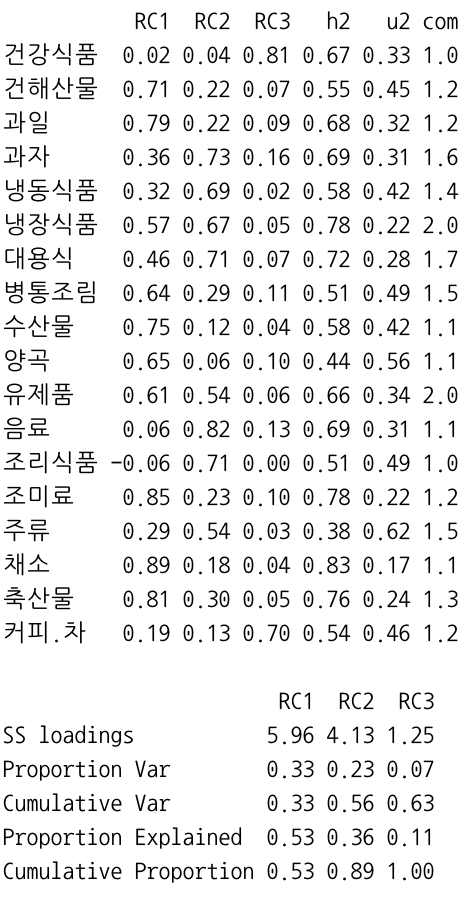 RC1 RC2 RC3 h2 u2 com
건강식품 0.02 0.04 0.81 0.67 0.33 1.0
건해산물 0.71 0.22 0.07 0.55 0.45 1.2
과일 0.79 0.22 0.09 0.68 0.32 1.2
과자 0.36 0.73 0.16 0.69 0.31 1.6
냉동식품 0.32 0.69 0.02 0.58 0.42 1.4
냉장식품 0.57 0.67 0.05 0.78 0.22 2.0
대용식 0.46 0.71 0.07 0.72 0.28 1.7
병통조림 0.64 0.29 0.11 0.51 0.49 1.5
수산물 0.75 0.12 0.04 0.58 0.42 1.1
양곡 0.65 0.06 0.10 0.44 0.56 1.1
유제품 0.61 0.54 0.06 0.66 0.34 2.0
음료 0.06 0.82 0.13 0.69 0.31 1.1
조리식품 -0.06 0.71 0.00 0.51 0.49 1.0
조미료 0.85 0.23 0.10 0.78 0.22 1.2
주류 0.29 0.54 0.03 0.38 0.62 1.5
채소 0.89 0.18 0.04 0.83 0.17 1.1
축산물 0.81 0.30 0.05 0.76 0.24 1.3
커피.차 0.19 0.13 0.70 0.54 0.46 1.2
RC1 RC2 RC3
SS loadings 5.96 4.13 1.25
Proportion Var 0.33 0.23 0.07
Cumulative Var 0.33 0.56 0.63
Proportion Explained 0.53 0.36 0.11
Cumulative Proportion 0.53 0.89 1.00